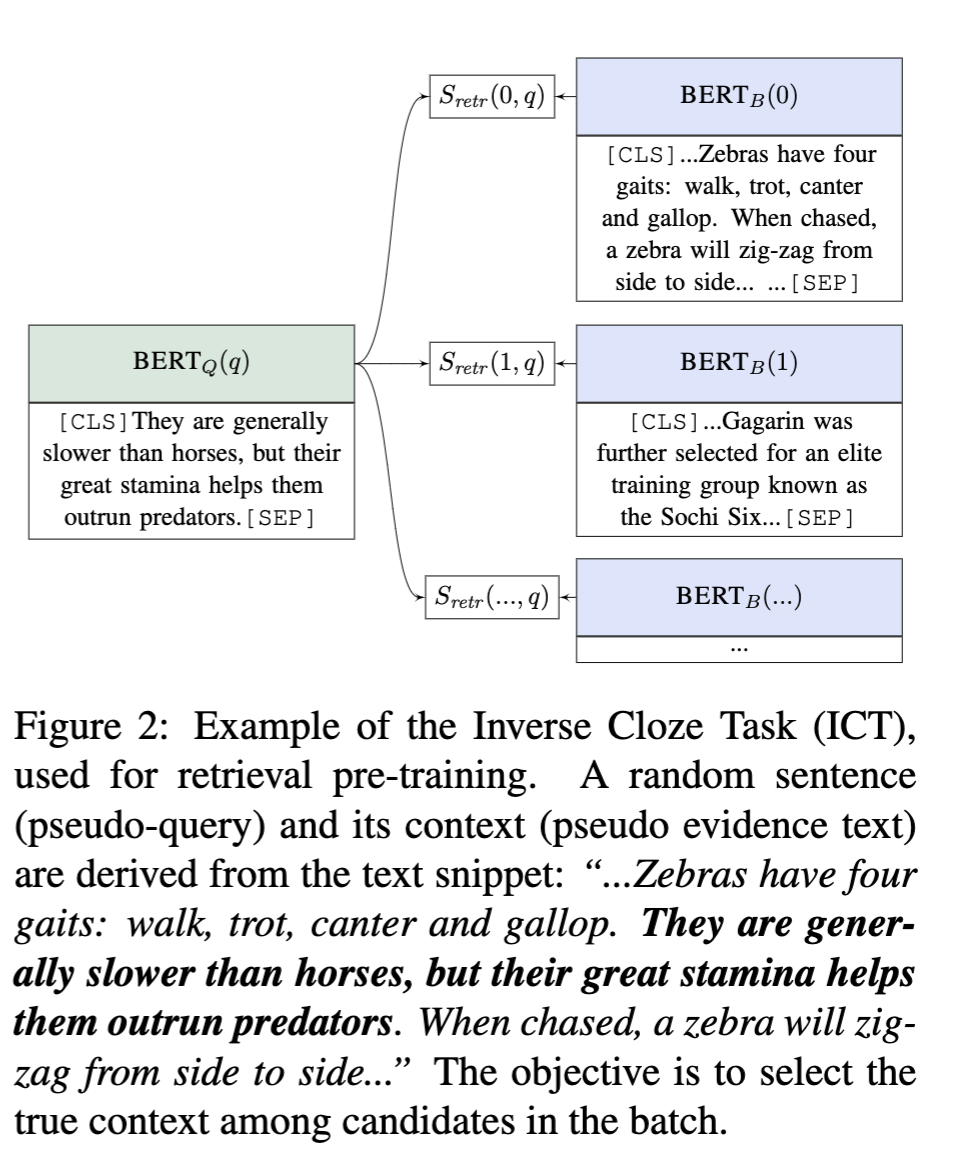 S_retr(0, q)
BERT_B(0)
[CLS]...Zebras have four
gaits: walk, trot, canter
and gallop. When chased,
a zebra will zig-zag from
side to side... ...[SEP]
BERT_Q(q)
[CLS]They are generally
slower than horses, but their
great stamina helps them
outrun predators.[SEP]
S_retr(1, q)
BERT_B(1)
[CLS]...Gagarin was
further selected for an elite
training group known as
the Sochi Six...[SEP]
S_retr(..., q)
BERT_B(...)
...
Figure 2: Example of the Inverse Cloze Task (ICT),
used for retrieval pre-training. A random sentence
(pseudo-query) and its context (pseudo evidence text)
are derived from the text snippet: “...Zebras have four
gaits: walk, trot, canter and gallop. They are gener-
ally slower than horses, but their great stamina helps
them outrun predators. When chased, a zebra will zig-
zag from side to side...” The objective is to select the
true context among candidates in the batch.